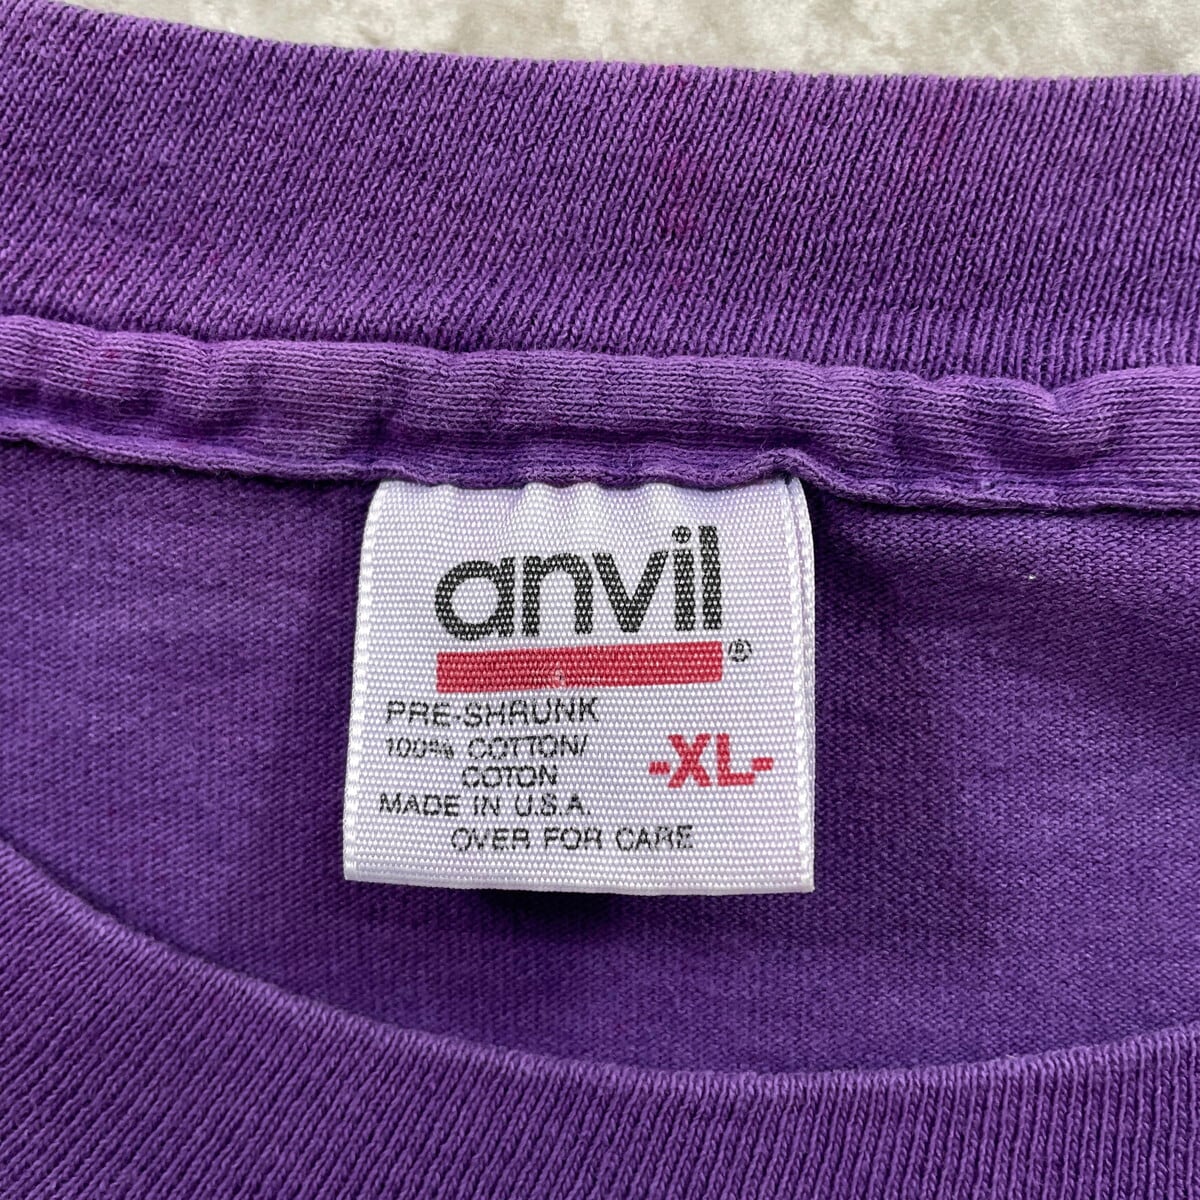 anvil
®
PRE-SHRUNK
100% COTTON/
COTON
-XL-
MADE IN U.S.A.
OVER FOR CARE